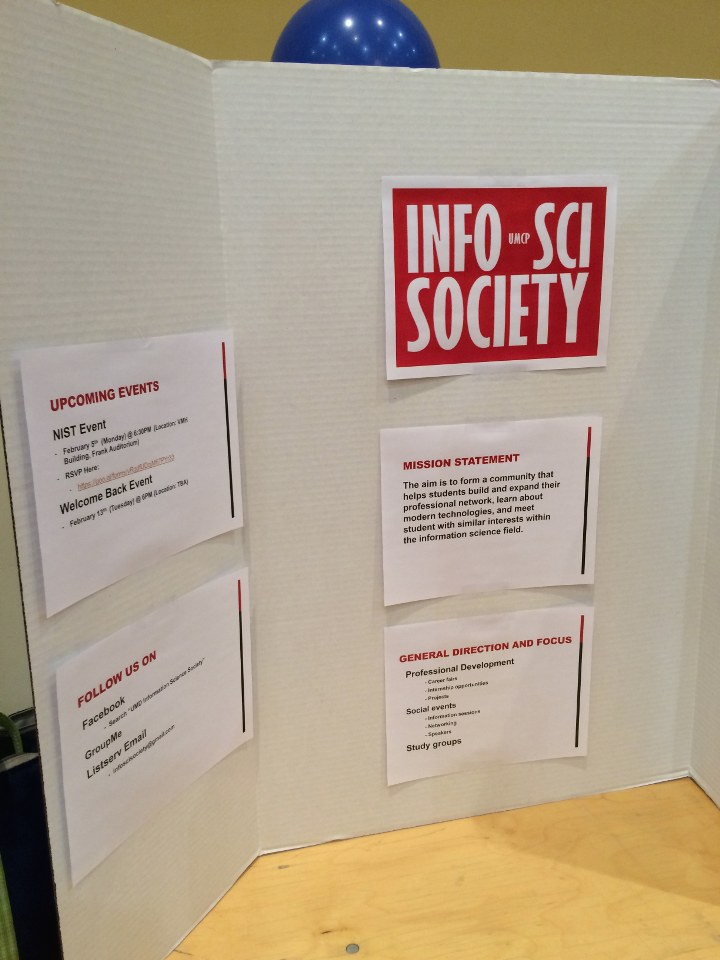 INFO UMCP SCI
SOCIETY
UPCOMING EVENTS
NIST Event
- February 5th (Monday) @ 6:30PM (Location: VMH
Building, Frank Auditorium)
- RSVP Here:
Welcome Back Event
- February 13th (Tuesday) @ 6PM (Location: TBA)
FOLLOW US ON
Facebook
- Search "UMD Information Science Society"
GroupMe
Listserv Email
- infoscisociety@gmail.com
MISSION STATEMENT
The aim is to form a community that
helps students build and expand their
professional network, learn about
modern technologies, and meet
student with similar interests within
the information science field.
GENERAL DIRECTION AND FOCUS
Professional Development
- Career fairs
- Internship opportunities
- Projects
Social events
- Information sessions
- Networking
- Speakers
Study groups